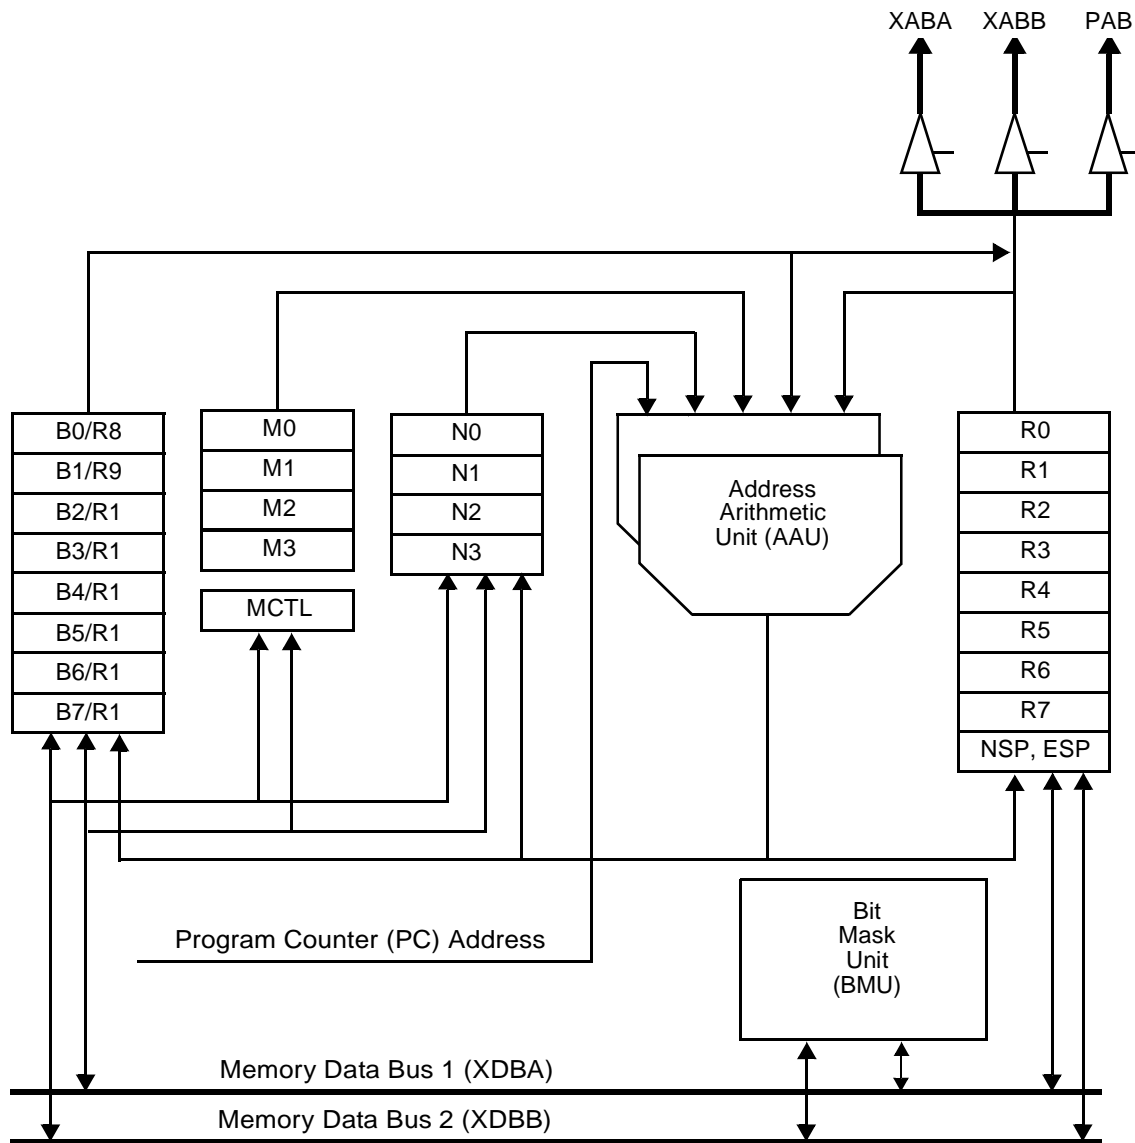 XABA XABB PAB
B0/R8
B1/R9
B2/R1
B3/R1
B4/R1
B5/R1
B6/R1
B7/R1
M0
M1
M2
M3
MCTL
N0
N1
N2
N3
Address
Arithmetic
Unit (AAU)
R0
R1
R2
R3
R4
R5
R6
R7
NSP, ESP
Program Counter (PC) Address
Bit
Mask
Unit
(BMU)
Memory Data Bus 1 (XDBA)
Memory Data Bus 2 (XDBB)